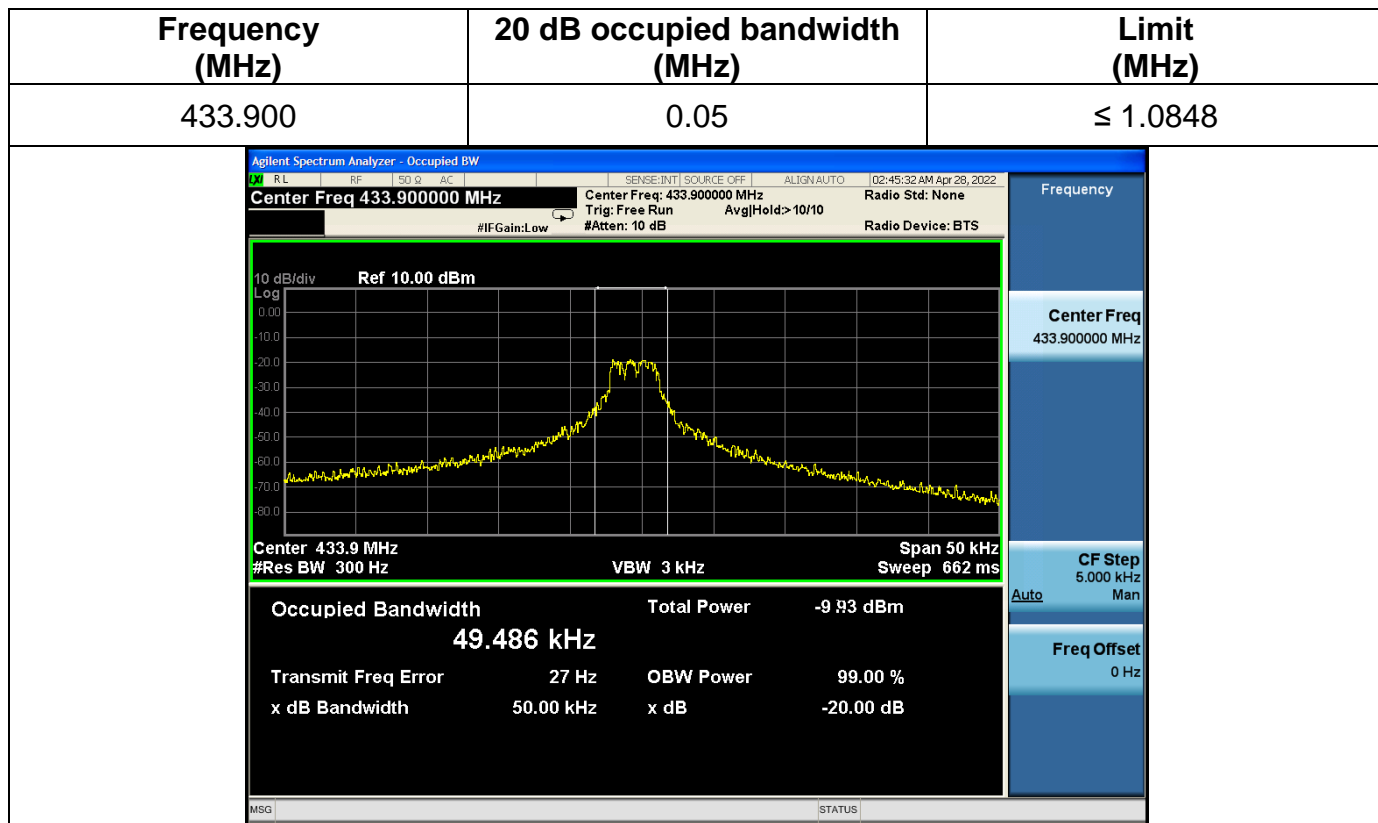 Frequency (MHz) 20 dB occupied bandwidth (MHz) Limit (MHz)
433.900 0.05 ≤ 1.0848
Agilent Spectrum Analyzer - Occupied BW
LXI RL RF 50 Ω AC SENSE:INT SOURCE OFF ALIGN AUTO 02:45:32 AM Apr 28, 2022
Center Freq 433.900000 MHz
Center Freq: 433.900000 MHz Radio Std: None
Trig: Free Run Avg|Hold:>10/10
#IFGain:Low #Atten: 10 dB Radio Device: BTS
10 dB/div Ref 10.00 dBm
Log
0.00
-10.0
-20.0
-30.0
-40.0
-50.0
-60.0
-70.0
-80.0
Center 433.9 MHz Span 50 kHz
#Res BW 300 Hz VBW 3 kHz Sweep 662 ms
Occupied Bandwidth Total Power dBm
49.486 kHz
Transmit Freq Error 27 Hz OBW Power 99.00 %
x dB Bandwidth 50.00 kHz x dB -20.00 dB
MSG STATUS
Frequency
Center Freq
433.900000 MHz
CF Step
5.000 kHz
Auto Man
Freq Offset
0 Hz